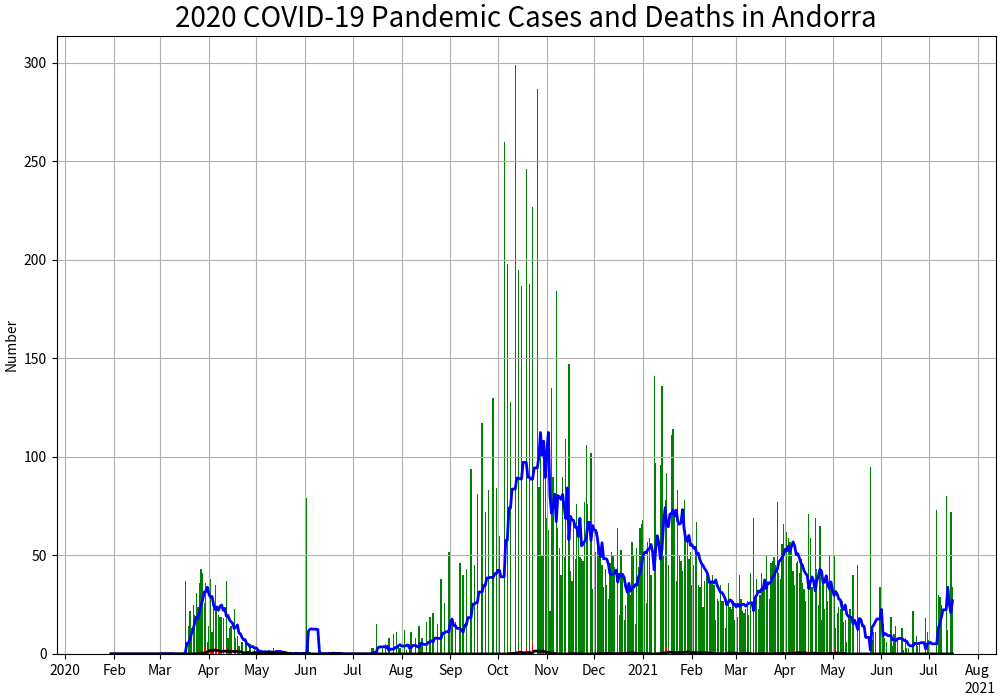 2020 COVID-19 Pandemic Cases and Deaths in Andorra
Number
300
250
200
150
100
50
0
2020 Feb Mar Apr May Jun Jul Aug Sep Oct Nov Dec 2021 Feb Mar Apr May Jun Jul Aug
2021